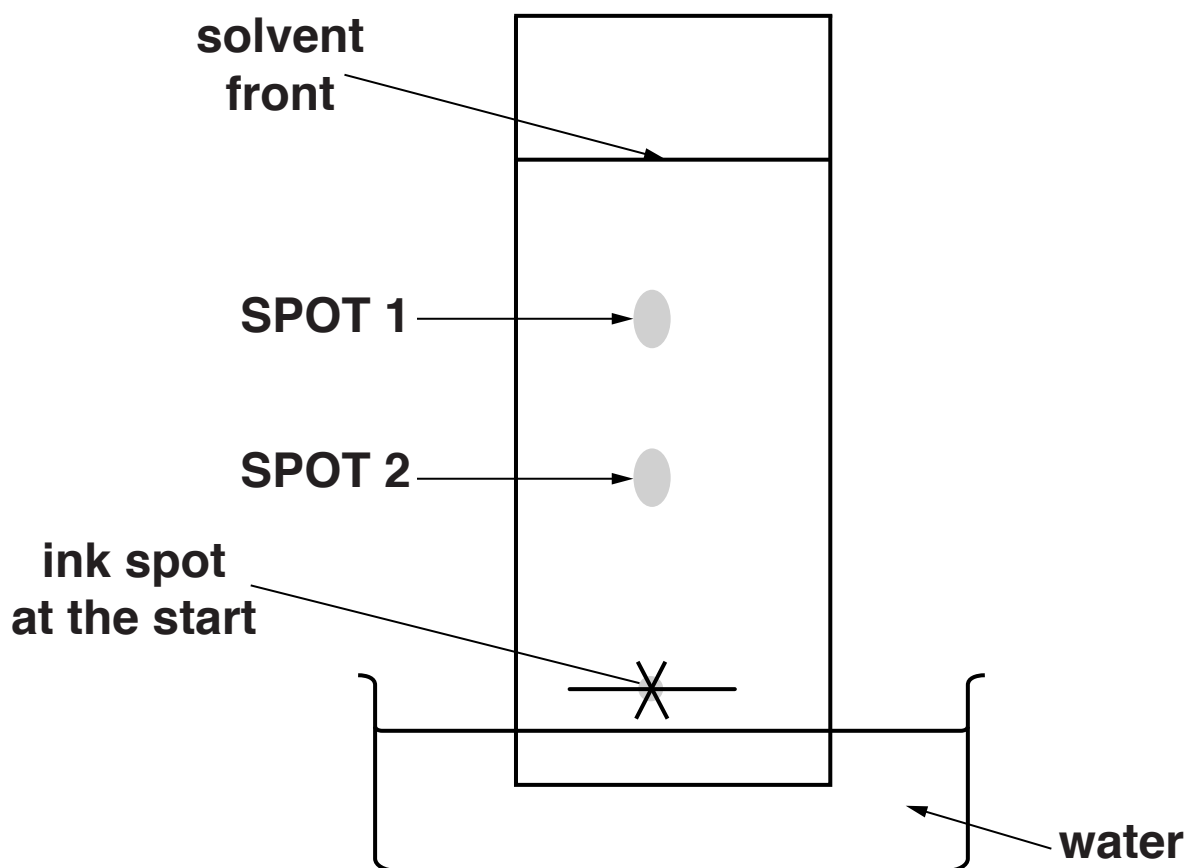 solvent
front
SPOT 1
SPOT 2
ink spot
at the start
water